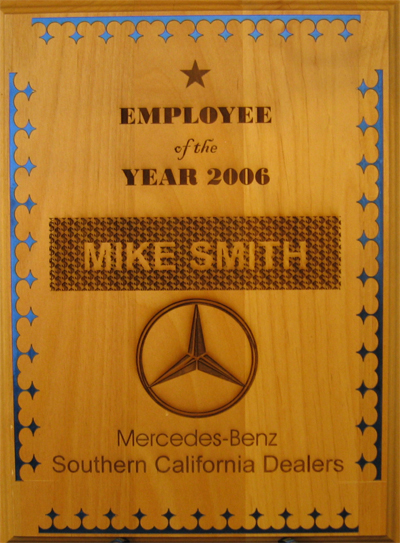 EMPLOYEE
of the
YEAR 2006
MIKE SMITH
Mercedes-Benz
Southern California Dealers